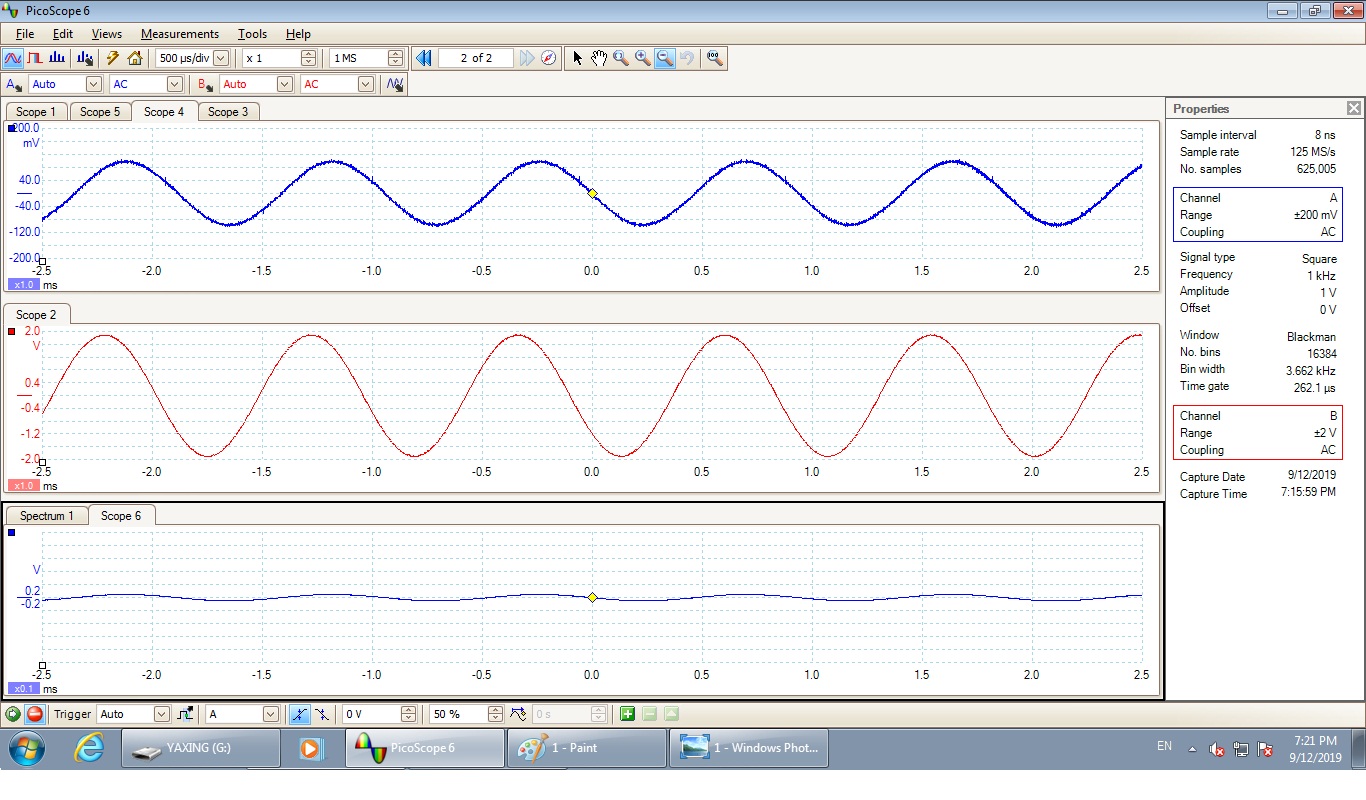 PicoScope 6
File Edit Views Measurements Tools Help
500 µs/div x 1 1 MS 2 of 2
A Auto AC B Auto AC
Scope 1 Scope 5 Scope 4 Scope 3
200.0
mV
40.0
-40.0
-120.0
-200.0
-2.5 -2.0 -1.5 -1.0 -0.5 0.0 0.5 1.0 1.5 2.0 2.5
x1.0 ms
Scope 2
2.0
V
0.4
-0.4
-1.2
-2.0
-2.5 -2.0 -1.5 -1.0 -0.5 0.0 0.5 1.0 1.5 2.0 2.5
x1.0 ms
Spectrum 1 Scope 6
V
0.2
-0.2
-2.5 -2.0 -1.5 -1.0 -0.5 0.0 0.5 1.0 1.5 2.0 2.5
x0.1 ms
Properties
Sample interval 8 ns
Sample rate 125 MS/s
No. samples 625,005
Channel A
Range ±200 mV
Coupling AC
Signal type Square
Frequency 1 kHz
Amplitude 1 V
Offset 0 V
Window Blackman
No. bins 16384
Bin width 3.662 kHz
Time gate 262.1 µs
Channel B
Range ±2 V
Coupling AC
Capture Date 9/12/2019
Capture Time 7:15:59 PM
Trigger Auto A 0 V 50 % 0 s
YAXING (G:) PicoScope 6 1 - Paint 1 - Windows Phot... EN 7:21 PM
9/12/2019